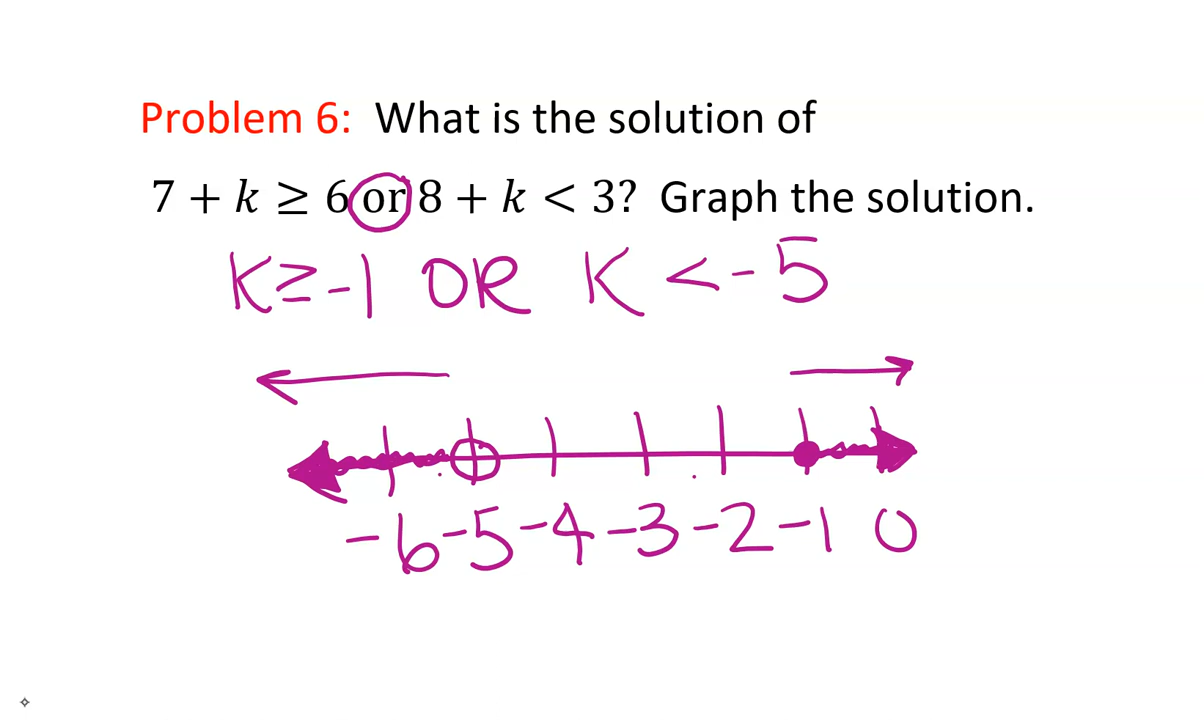 Problem 6: What is the solution of
7 + k ≥ 6 or 8 + k < 3? Graph the solution.
K ≥ -1 OR K < -5
-6 -5 -4 -3 -2 -1 0